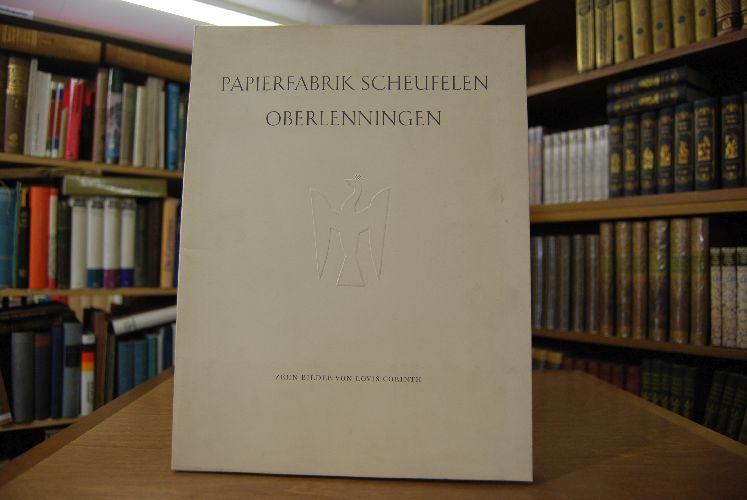 PAPIERFABRIK SCHEUFELEN
OBERLENNINGEN
ZEHN BILDER VON LOVIS CORINTH